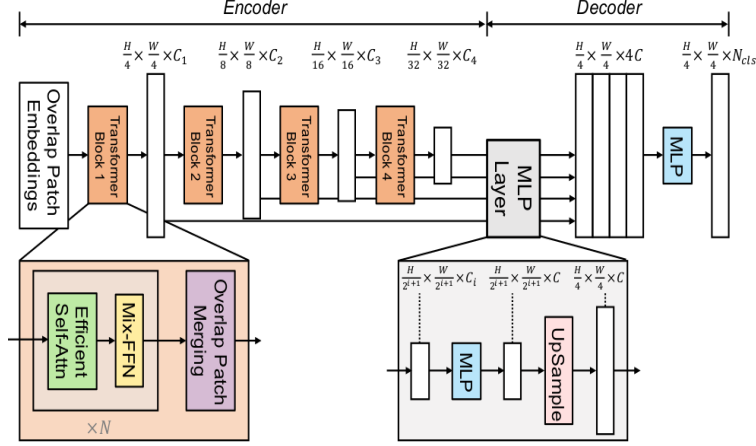 Encoder
Decoder
H/4 × W/4 × C₁
H/8 × W/8 × C₂
H/16 × W/16 × C₃
H/32 × W/32 × C₄
H/4 × W/4 × 4C
H/4 × W/4 × N_cls
Overlap Patch
Embeddings
Transformer
Block 1
Transformer
Block 2
Transformer
Block 3
Transformer
Block 4
MLP
Layer
MLP
Efficient
Self-Attn
Mix-FFN
Overlap Patch
Merging
×N
H/2^{i+1} × W/2^{i+1} × C_i
H/2^{i+1} × W/2^{i+1} × C
H/4 × W/4 × C
MLP
UpSample